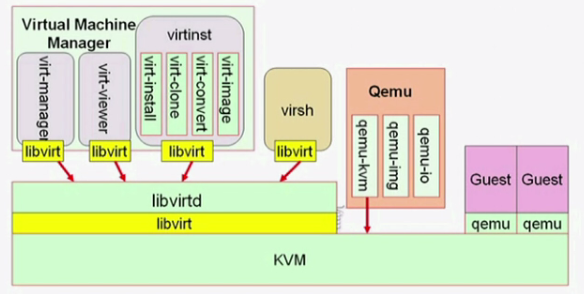 Virtual Machine
Manager
virt-manager
virt-viewer
virtinst
virt-install
virt-clone
virt-convert
virt-image
virsh
libvirt
libvirt
libvirt
libvirt
Qemu
qemu-kvm
qemu-img
qemu-io
Guest
Guest
qemu
qemu
libvirtd
libvirt
KVM